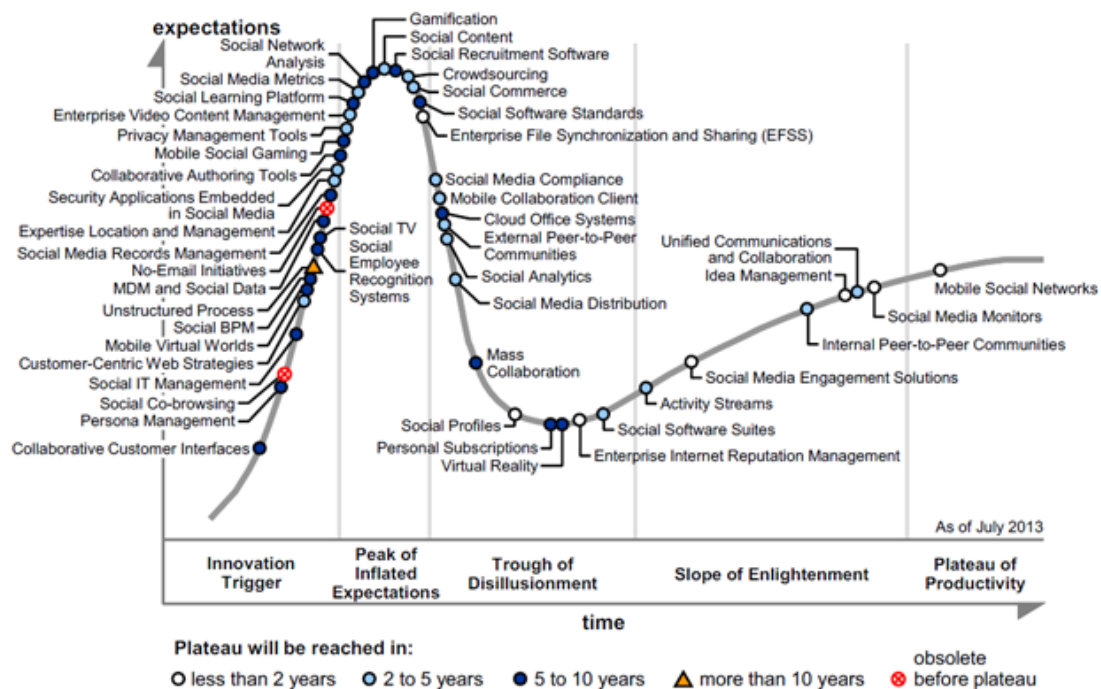 expectations
Gamification
Social Content
Social Network
Analysis
Social Recruitment Software
Crowdsourcing
Social Media Metrics
Social Commerce
Social Learning Platform
Social Software Standards
Enterprise Video Content Management
Enterprise File Synchronization and Sharing (EFSS)
Privacy Management Tools
Mobile Social Gaming
Collaborative Authoring Tools
Security Applications Embedded
in Social Media
Expertise Location and Management
Social Media Records Management
No-Email Initiatives
MDM and Social Data
Unstructured Process
Social BPM
Mobile Virtual Worlds
Customer-Centric Web Strategies
Social IT Management
Social Co-browsing
Persona Management
Collaborative Customer Interfaces
Social TV
Social
Employee
Recognition
Systems
Social Media Compliance
Mobile Collaboration Client
Cloud Office Systems
External Peer-to-Peer
Communities
Social Analytics
Social Media Distribution
Mass
Collaboration
Social Profiles
Personal Subscriptions
Virtual Reality
Enterprise Internet Reputation Management
Social Software Suites
Activity Streams
Social Media Engagement Solutions
Internal Peer-to-Peer Communities
Unified Communications
and Collaboration
Idea Management
Social Media Monitors
Mobile Social Networks
As of July 2013
Innovation
Trigger
Peak of
Inflated
Expectations
Trough of
Disillusionment
Slope of Enlightenment
Plateau of
Productivity
time
Plateau will be reached in:
less than 2 years
2 to 5 years
5 to 10 years
more than 10 years
obsolete
before plateau